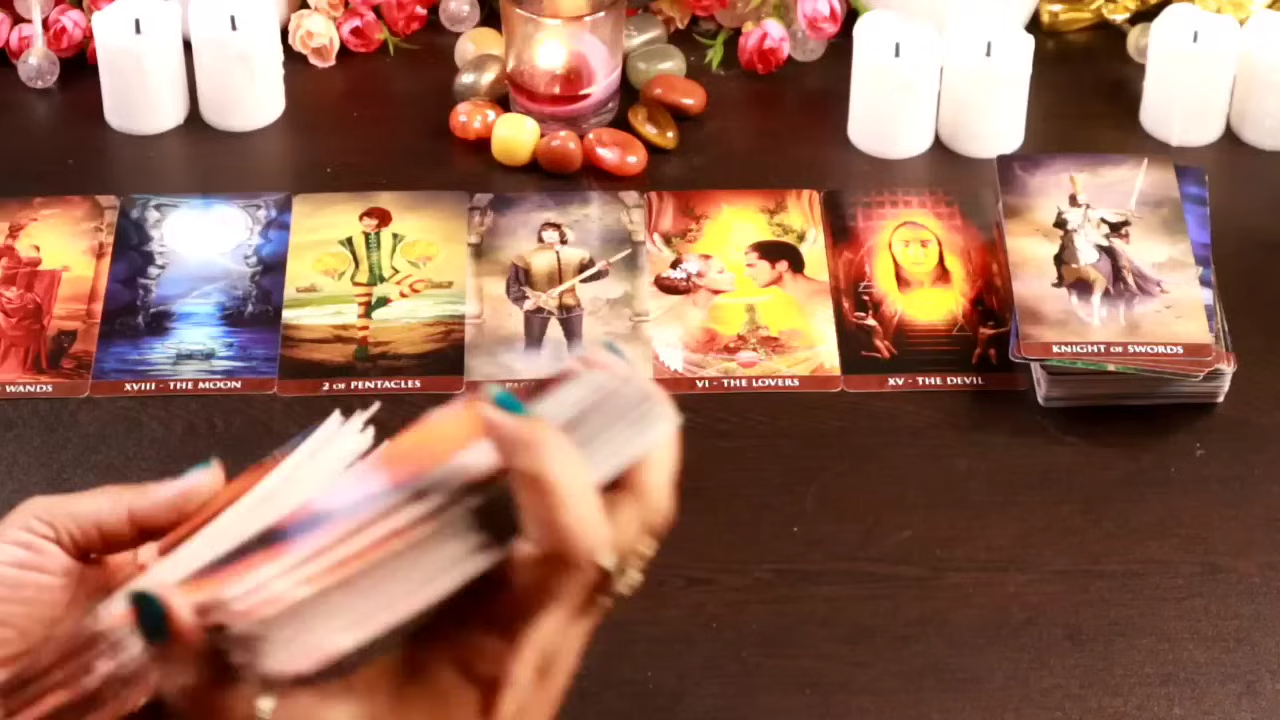 WANDS
XVIII - THE MOON
2 OF PENTACLES
VI - THE LOVERS
XV - THE DEVIL
KNIGHT OF SWORDS